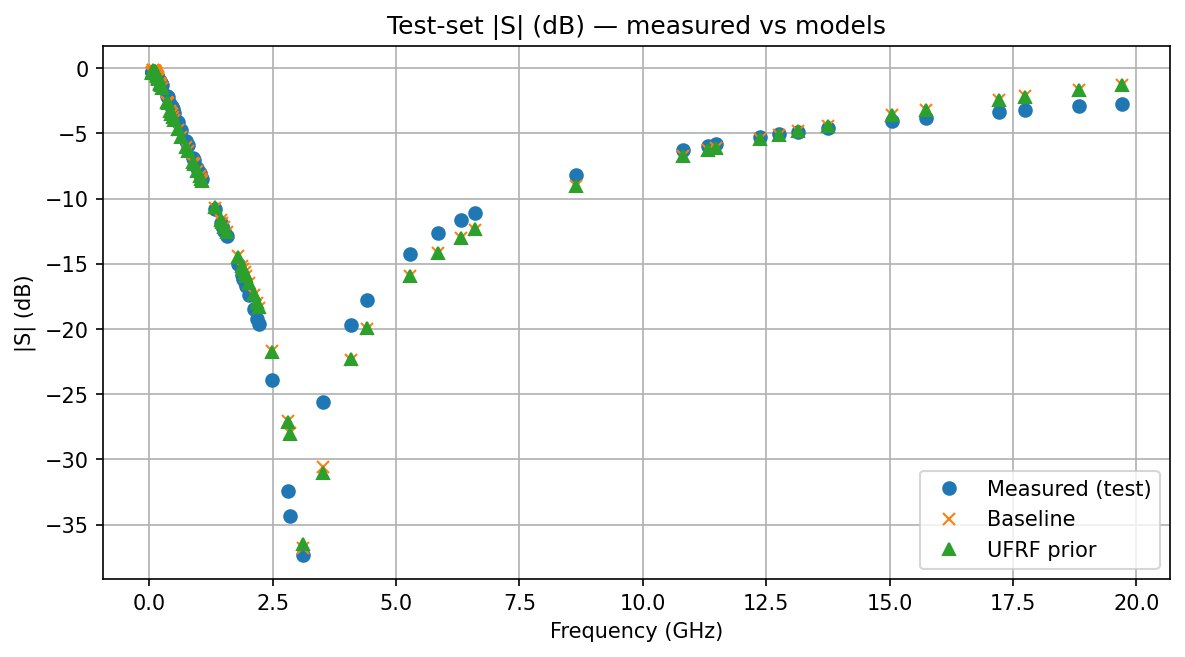 Test-set |S| (dB) — measured vs models
|S| (dB)
0
−5
−10
−15
−20
−25
−30
−35
0.0 2.5 5.0 7.5 10.0 12.5 15.0 17.5 20.0
Frequency (GHz)
Measured (test)
Baseline
UFRF prior